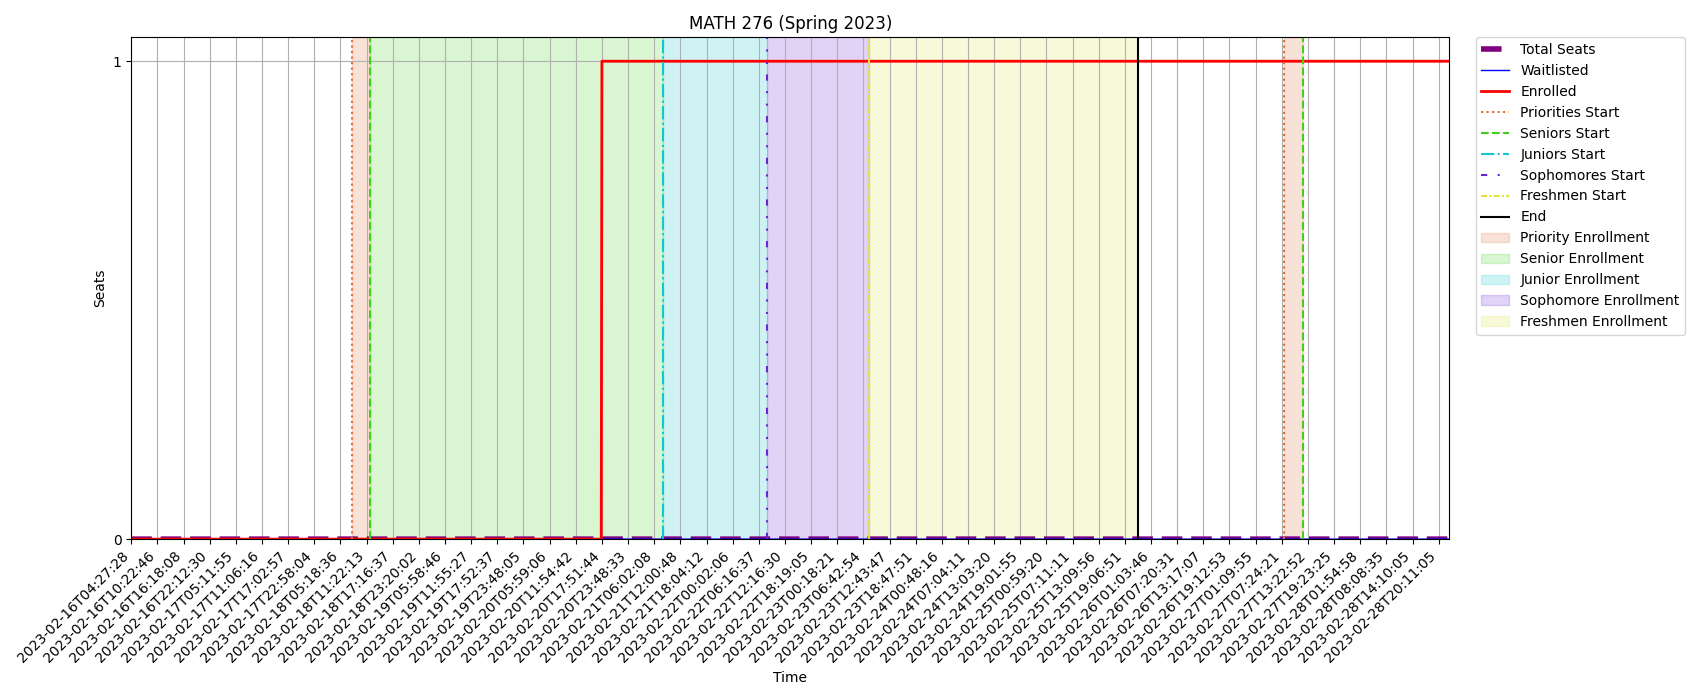 MATH 276 (Spring 2023)
1
0
Seats
2023-02-16T04:27:28
2023-02-16T10:22:46
2023-02-16T16:18:08
2023-02-16T22:12:30
2023-02-17T05:11:55
2023-02-17T11:06:16
2023-02-17T17:02:57
2023-02-17T22:58:04
2023-02-18T05:18:36
2023-02-18T11:22:13
2023-02-18T17:16:37
2023-02-18T23:20:02
2023-02-19T05:58:46
2023-02-19T11:55:27
2023-02-19T17:52:37
2023-02-19T23:48:05
2023-02-20T05:59:06
2023-02-20T11:54:42
2023-02-20T17:51:44
2023-02-20T23:48:33
2023-02-21T06:02:08
2023-02-21T12:00:48
2023-02-21T18:04:12
2023-02-22T00:02:06
2023-02-22T06:16:37
2023-02-22T12:16:30
2023-02-22T18:19:05
2023-02-23T00:18:21
2023-02-23T06:42:54
2023-02-23T12:43:47
2023-02-23T18:47:51
2023-02-24T00:48:16
2023-02-24T07:04:11
2023-02-24T13:03:20
2023-02-24T19:01:55
2023-02-25T00:59:20
2023-02-25T07:11:11
2023-02-25T13:09:56
2023-02-25T19:06:51
2023-02-26T01:03:46
2023-02-26T07:20:31
2023-02-26T13:17:07
2023-02-26T19:12:53
2023-02-27T01:09:55
2023-02-27T07:24:21
2023-02-27T13:22:52
2023-02-27T19:23:25
2023-02-28T01:54:58
2023-02-28T08:08:35
2023-02-28T14:10:05
2023-02-28T20:11:05
Time
Total Seats
Waitlisted
Enrolled
Priorities Start
Seniors Start
Juniors Start
Sophomores Start
Freshmen Start
End
Priority Enrollment
Senior Enrollment
Junior Enrollment
Sophomore Enrollment
Freshmen Enrollment